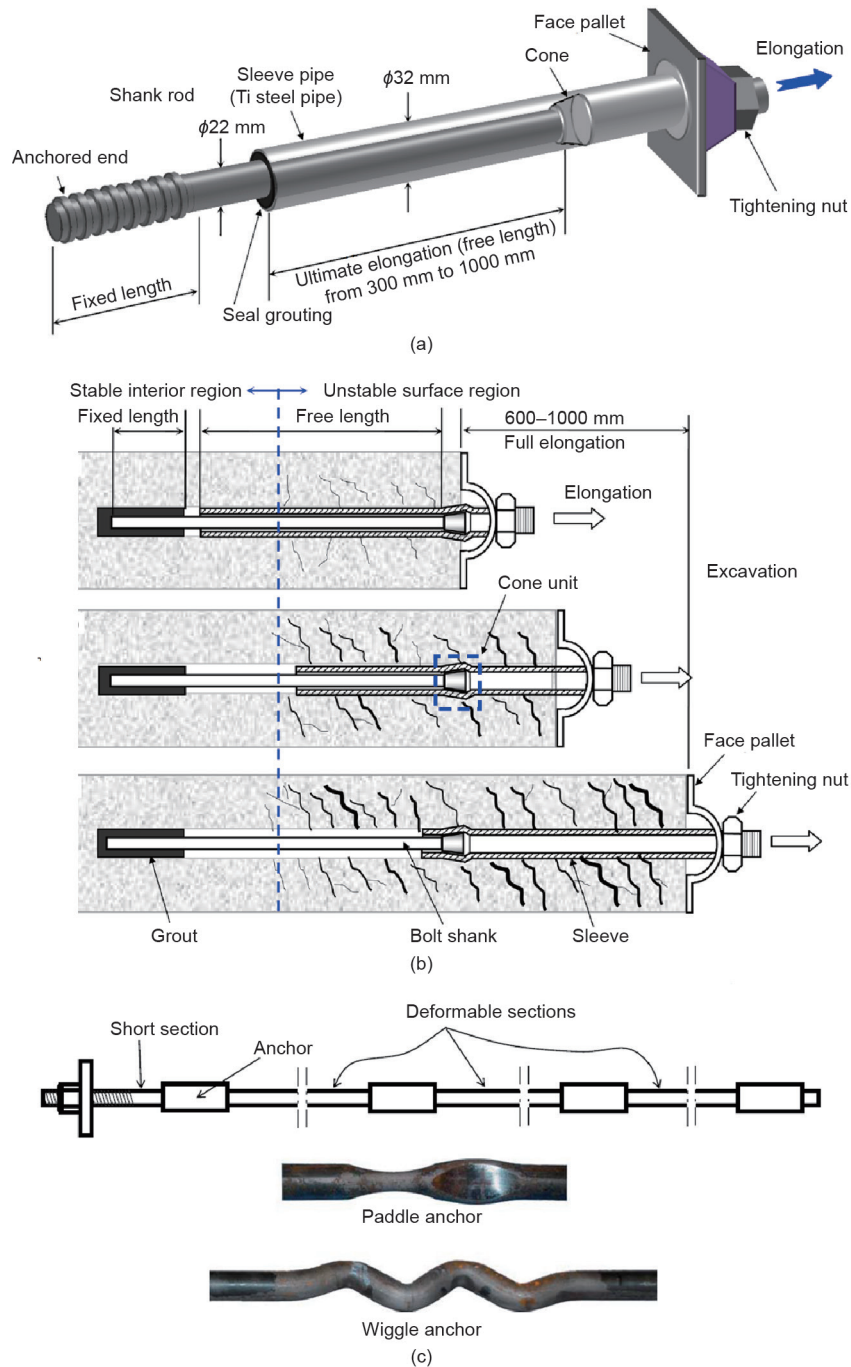 Face pallet
Elongation
Cone
Sleeve pipe
(Ti steel pipe)
ϕ32 mm
Shank rod
ϕ22 mm
Anchored end
Tightening nut
Ultimate elongation (free length)
from 300 mm to 1000 mm
Fixed length
Seal grouting
(a)
Stable interior region
Unstable surface region
Fixed length
Free length
600–1000 mm
Full elongation
Elongation
Excavation
Cone unit
Face pallet
Tightening nut
Grout
Bolt shank
Sleeve
(b)
Deformable sections
Short section
Anchor
Paddle anchor
Wiggle anchor
(c)